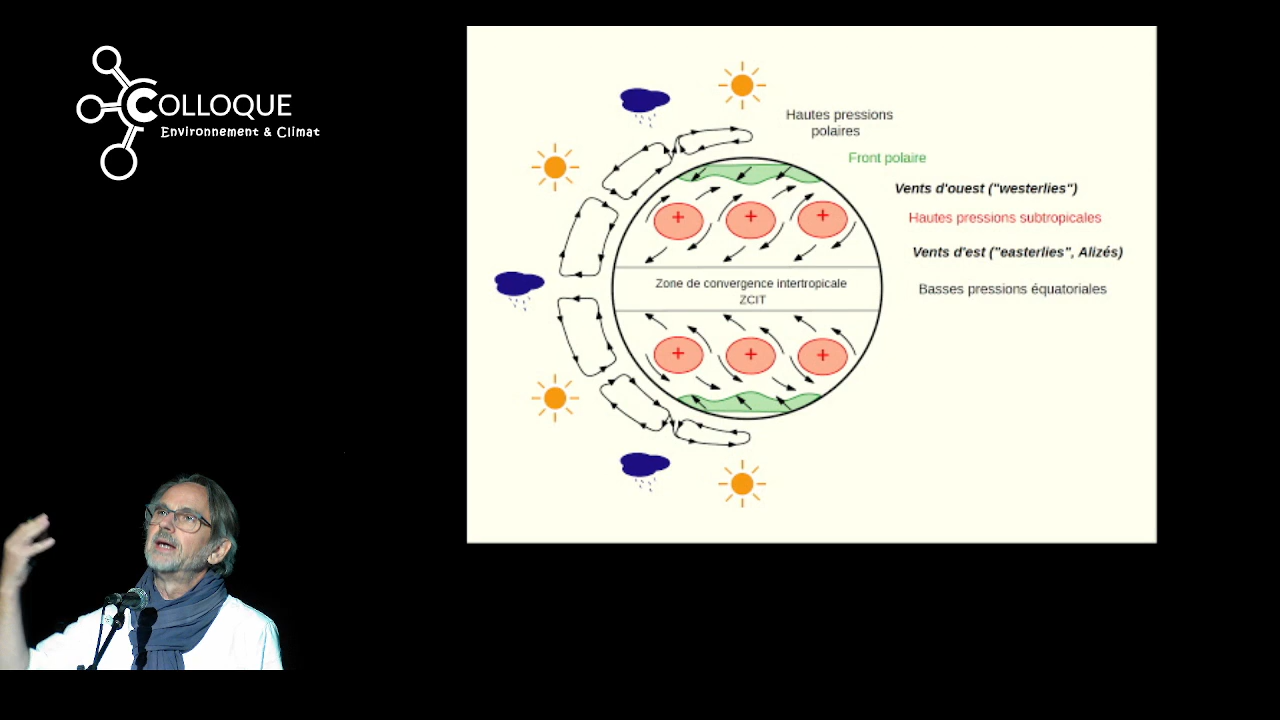 COLLOQUE
Environnement & Climat
Hautes pressions
polaires
Front polaire
Vents d'ouest ("westerlies")
Hautes pressions subtropicales
Vents d'est ("easterlies", Alizés)
Basses pressions équatoriales
Zone de convergence intertropicale
ZCIT
+ + +
+ + +